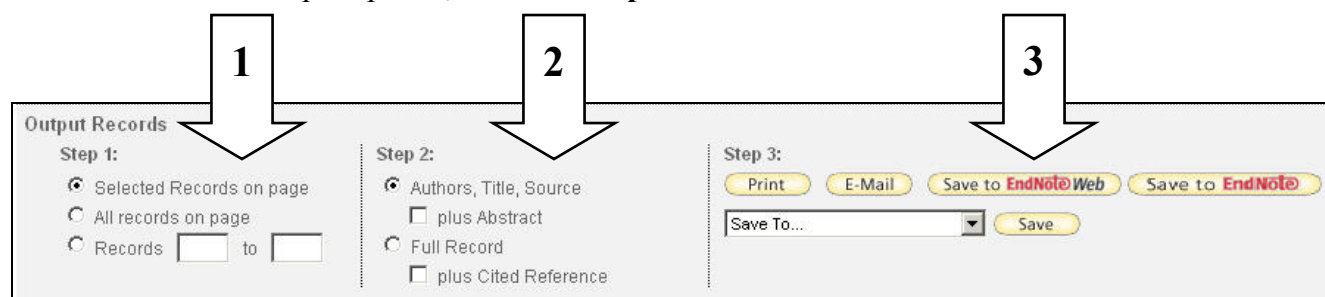 1 2 3
Output Records
Step 1:
Selected Records on page
All records on page
Records to
Step 2:
Authors, Title, Source
plus Abstract
Full Record
plus Cited Reference
Step 3:
Print E-Mail Save to EndNote Web Save to EndNote
Save To... Save